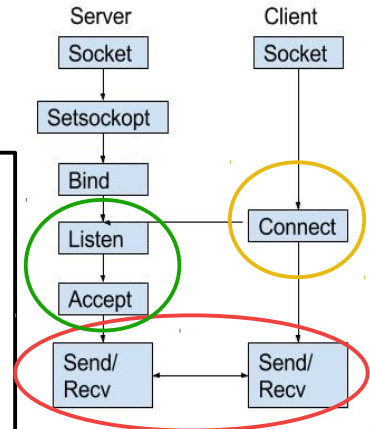 Server
Client
Socket
Socket
Setsockopt
Bind
Listen
Connect
Accept
Send/
Recv
Send/
Recv